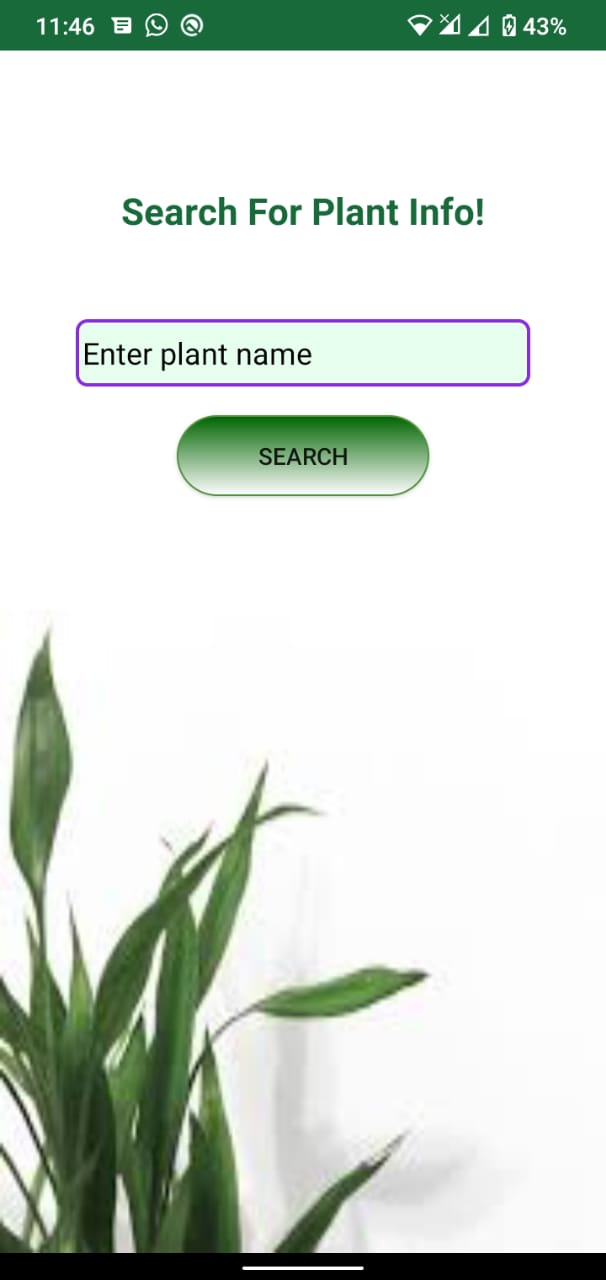 11:46
43%
Search For Plant Info!
Enter plant name
SEARCH